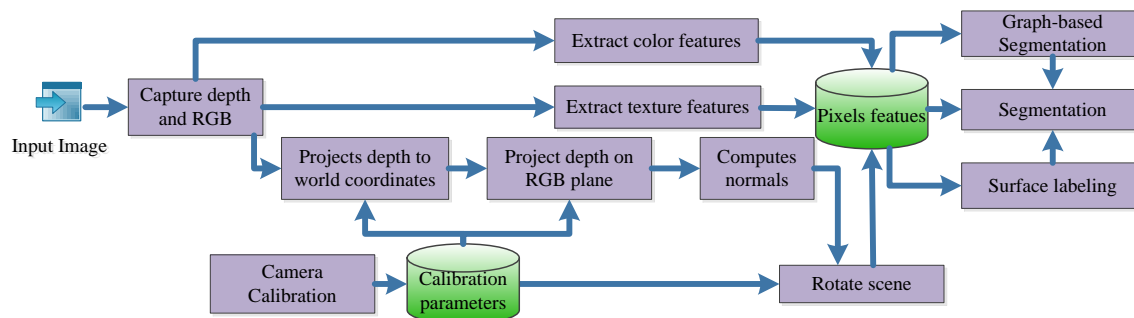 Extract color features
Graph-based
Segmentation
Input Image
Capture depth
and RGB
Extract texture features
Pixels featues
Segmentation
Projects depth to
world coordinates
Project depth on
RGB plane
Computes
normals
Surface labeling
Camera
Calibration
Calibration
parameters
Rotate scene